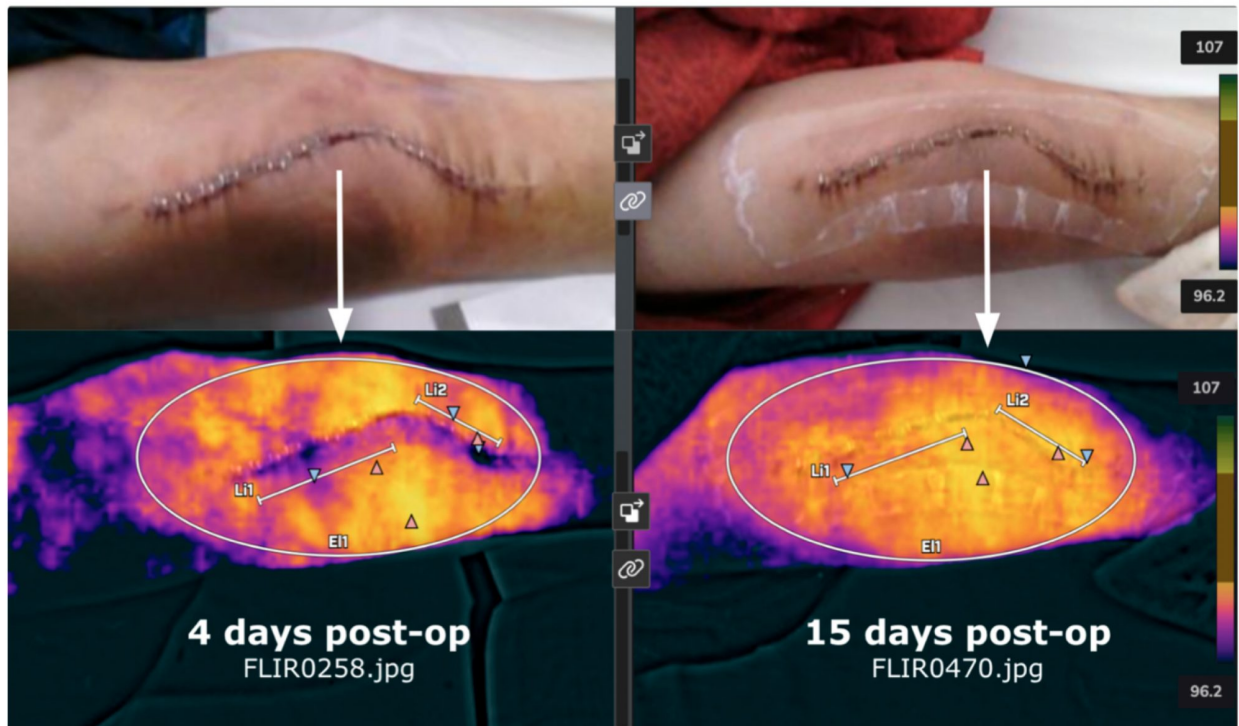 107
96.2
Li2
Li1
El1
4 days post-op
FLIR0258.jpg
107
Li2
Li1
El1
15 days post-op
FLIR0470.jpg
96.2